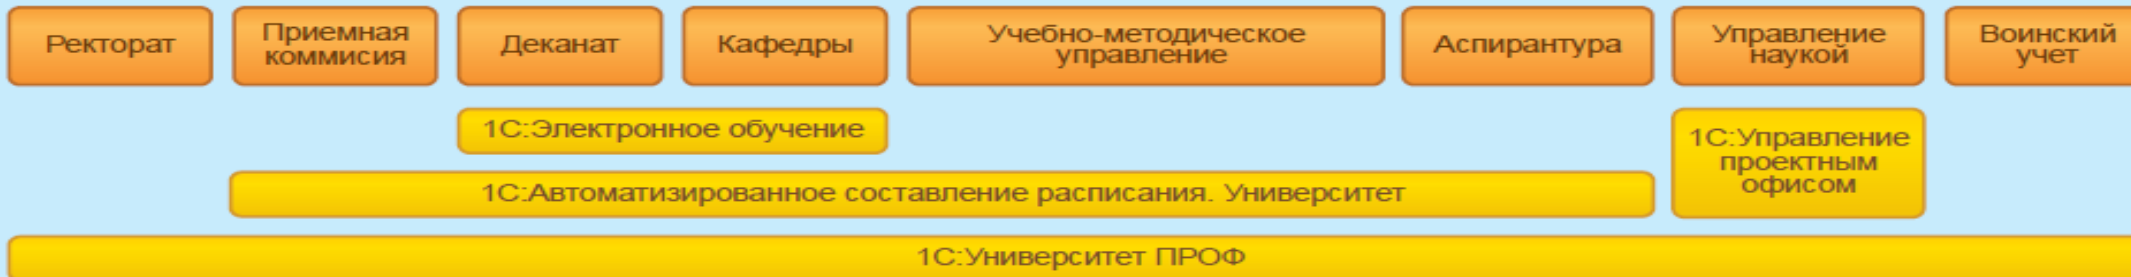 Ректорат
Приемная
коммисия
Деканат
Кафедры
Учебно-методическое
управление
Аспирантура
Управление
наукой
Воинский
учет
1С:Электронное обучение
1С:Управление
проектным
офисом
1С:Автоматизированное составление расписания. Университет
1С:Университет ПРОФ